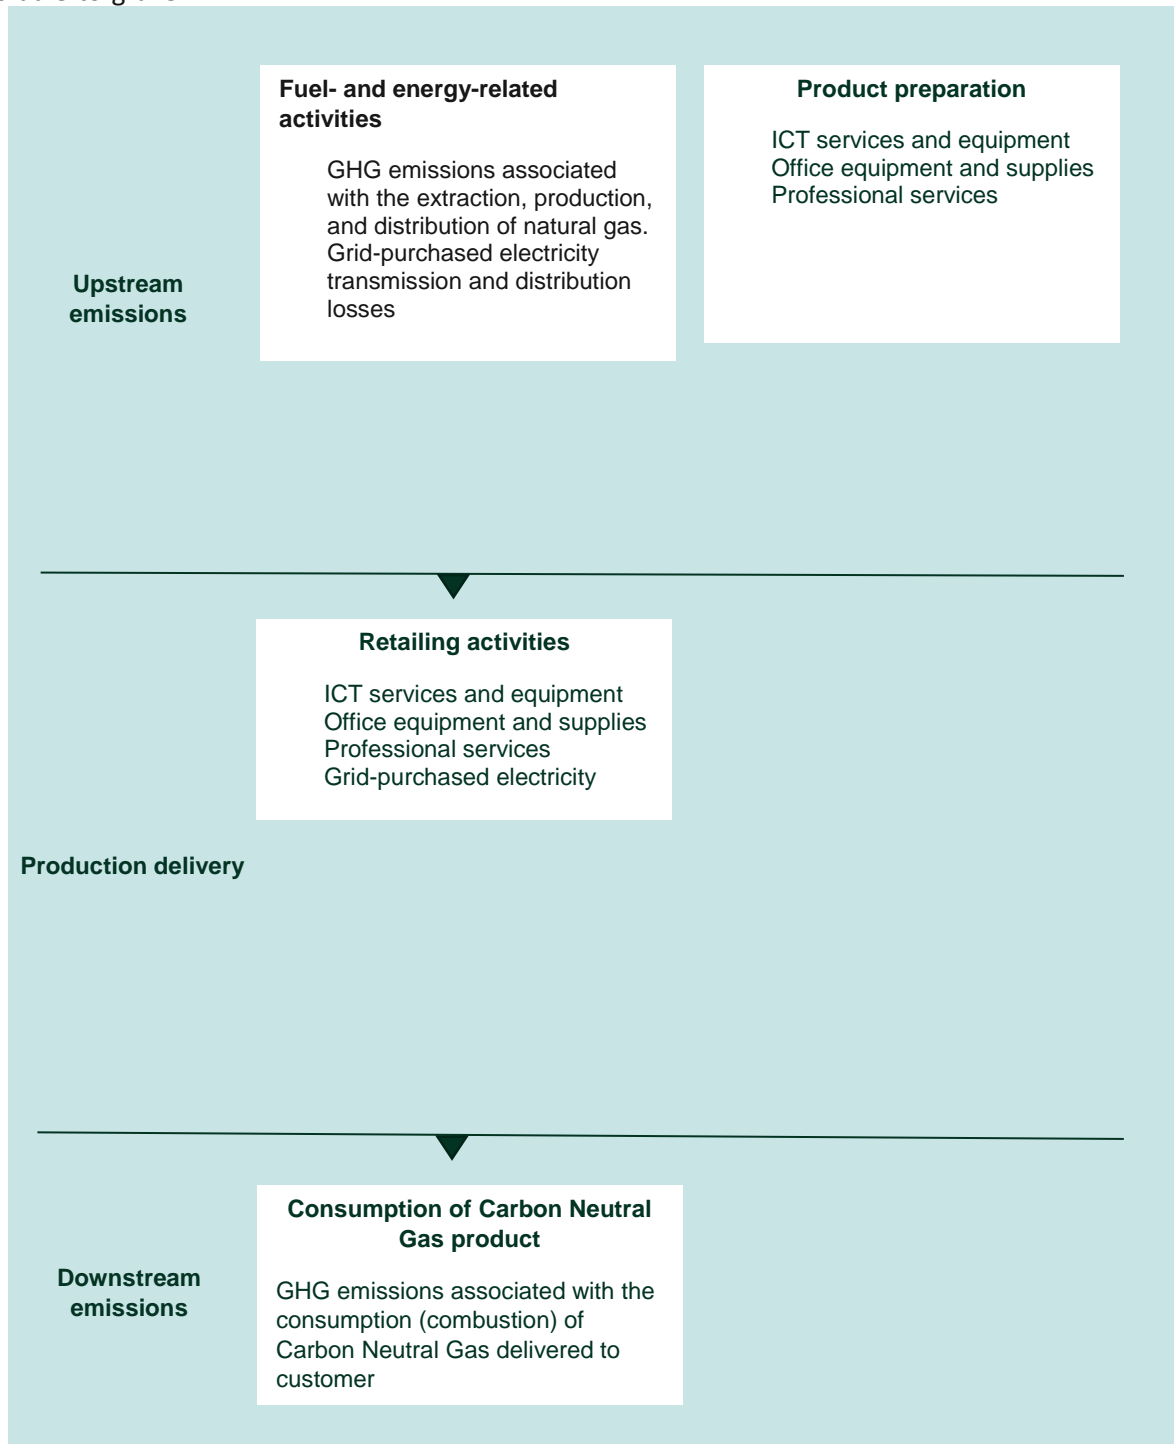 Upstream
emissions
Fuel- and energy-related
activities
GHG emissions associated
with the extraction, production,
and distribution of natural gas.
Grid-purchased electricity
transmission and distribution
losses
Product preparation
ICT services and equipment
Office equipment and supplies
Professional services
Production delivery
Retailing activities
ICT services and equipment
Office equipment and supplies
Professional services
Grid-purchased electricity
Downstream
emissions
Consumption of Carbon Neutral
Gas product
GHG emissions associated with the
consumption (combustion) of
Carbon Neutral Gas delivered to
customer